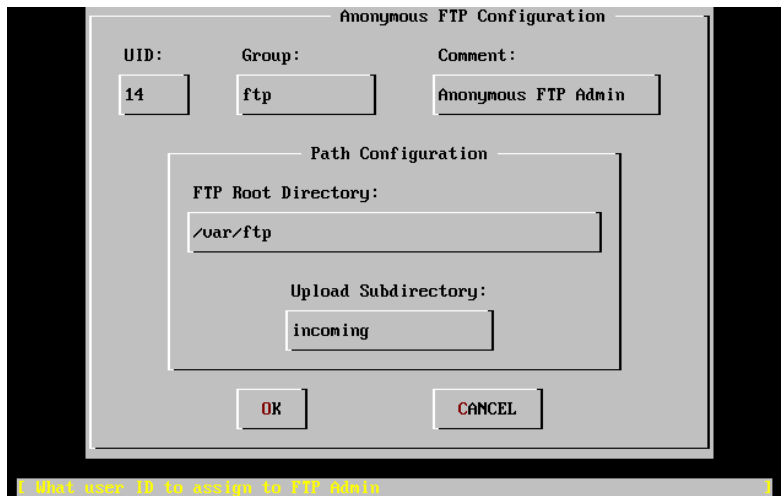 Anonymous FTP Configuration
UID: Group: Comment:
14 ftp Anonymous FTP Admin
Path Configuration
FTP Root Directory:
/var/ftp
Upload Subdirectory:
incoming
OK CANCEL
[ What user ID to assign to FTP Admin ]